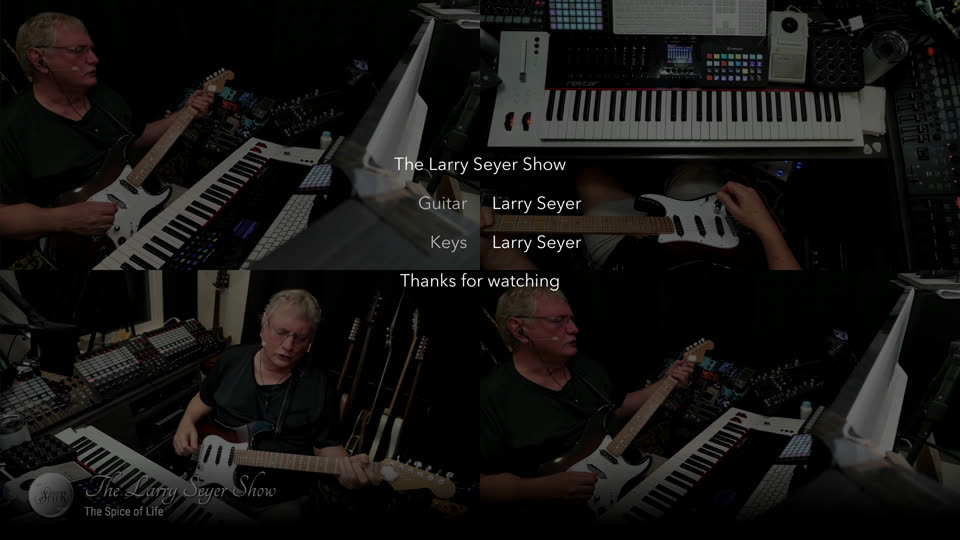 The Larry Seyer Show
Guitar Larry Seyer
Keys Larry Seyer
Thanks for watching
The Larry Seyer Show
The Spice of Life